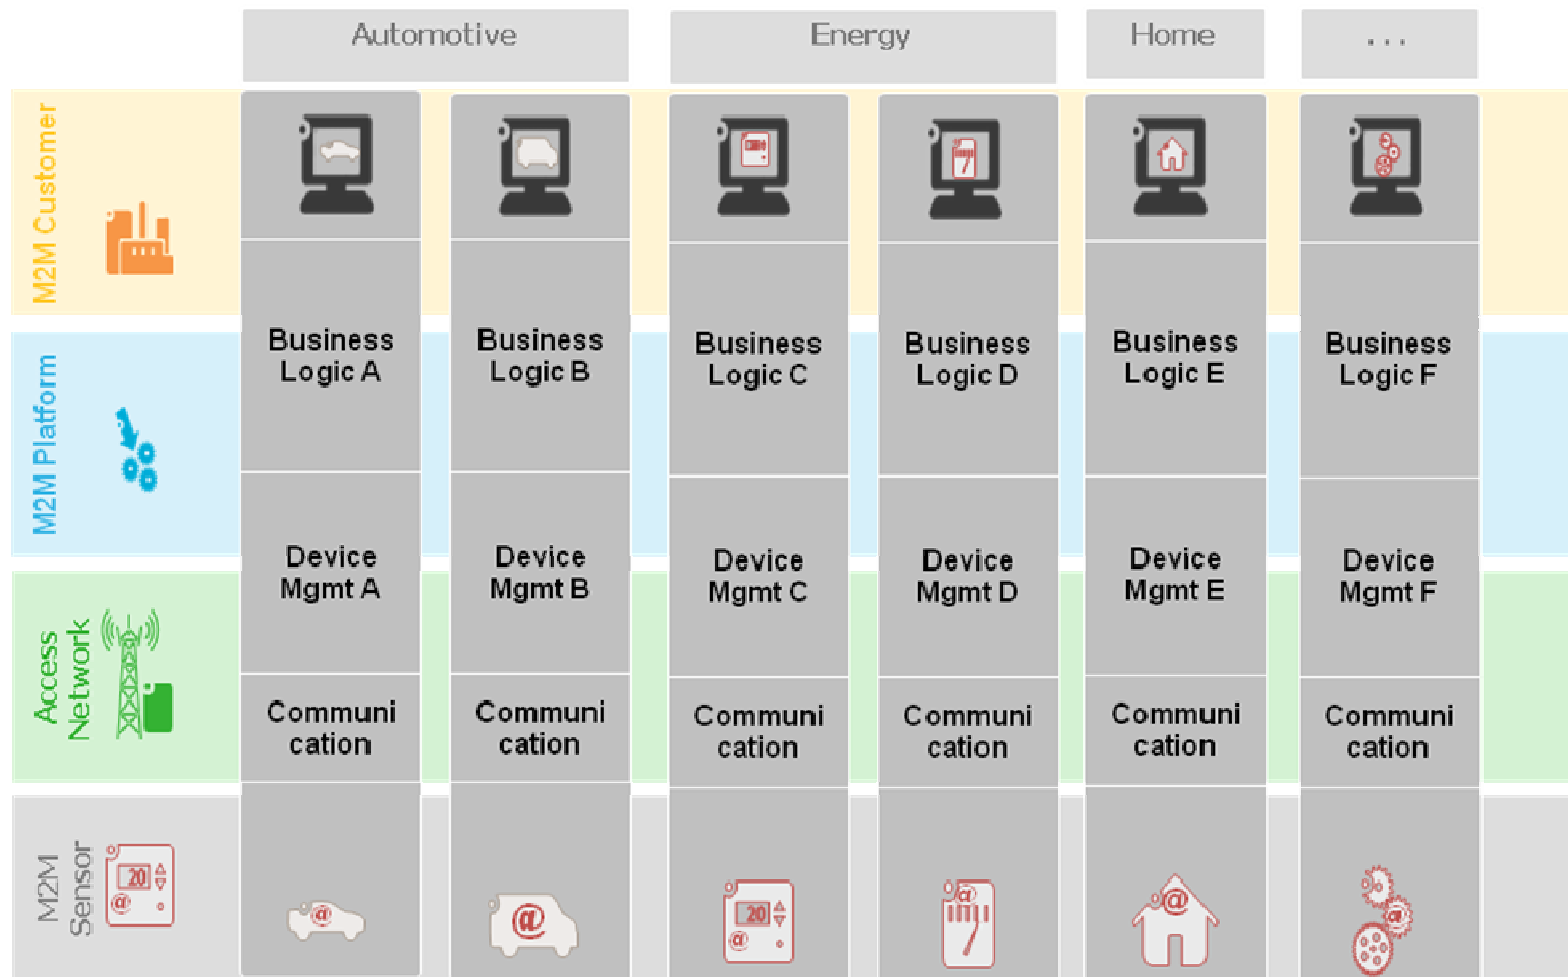 Automotive
Energy
Home
...
M2M Customer
Business
Logic A
Business
Logic B
Business
Logic C
Business
Logic D
Business
Logic E
Business
Logic F
M2M Platform
Device
Mgmt A
Device
Mgmt B
Device
Mgmt C
Device
Mgmt D
Device
Mgmt E
Device
Mgmt F
Access
Network
Communi
cation
Communi
cation
Communi
cation
Communi
cation
Communi
cation
Communi
cation
M2M
Sensor
20
@
@
@
20
@
@
@
@